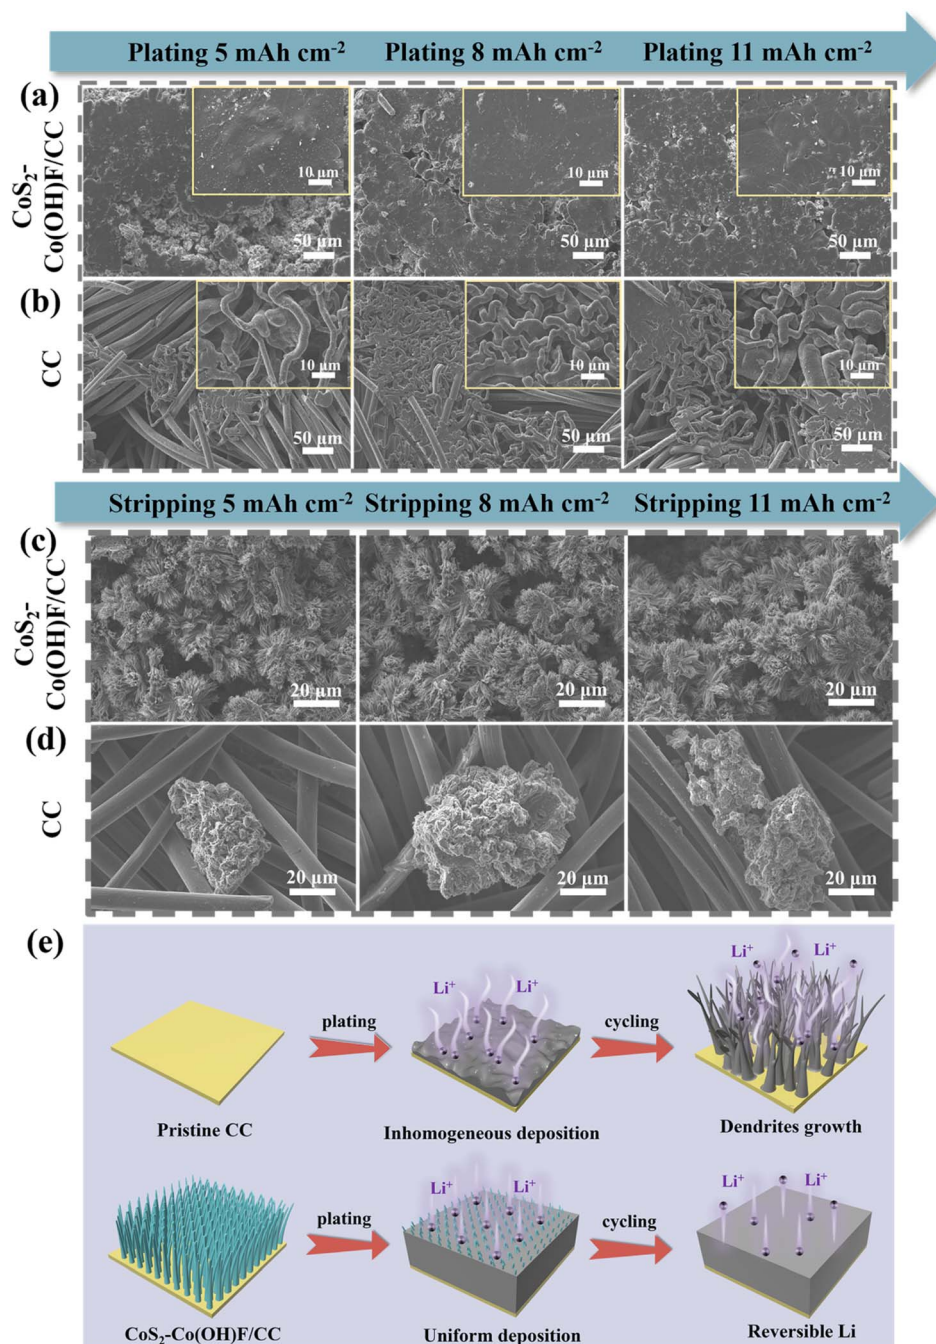 Plating 5 mAh cm⁻² Plating 8 mAh cm⁻² Plating 11 mAh cm⁻²
(a)
CoS₂-
Co(OH)F/CC
10 µm
50 µm
10 µm
50 µm
10 µm
50 µm
(b)
CC
10 µm
50 µm
10 µm
50 µm
10 µm
50 µm
Stripping 5 mAh cm⁻² Stripping 8 mAh cm⁻² Stripping 11 mAh cm⁻²
(c)
CoS₂-
Co(OH)F/CC
20 µm
20 µm
20 µm
(d)
CC
20 µm
20 µm
20 µm
(e)
Li⁺ Li⁺
Li⁺ Li⁺
plating
cycling
Pristine CC
Inhomogeneous deposition
Dendrites growth
Li⁺ Li⁺
Li⁺ Li⁺
plating
cycling
CoS₂-Co(OH)F/CC
Uniform deposition
Reversible Li